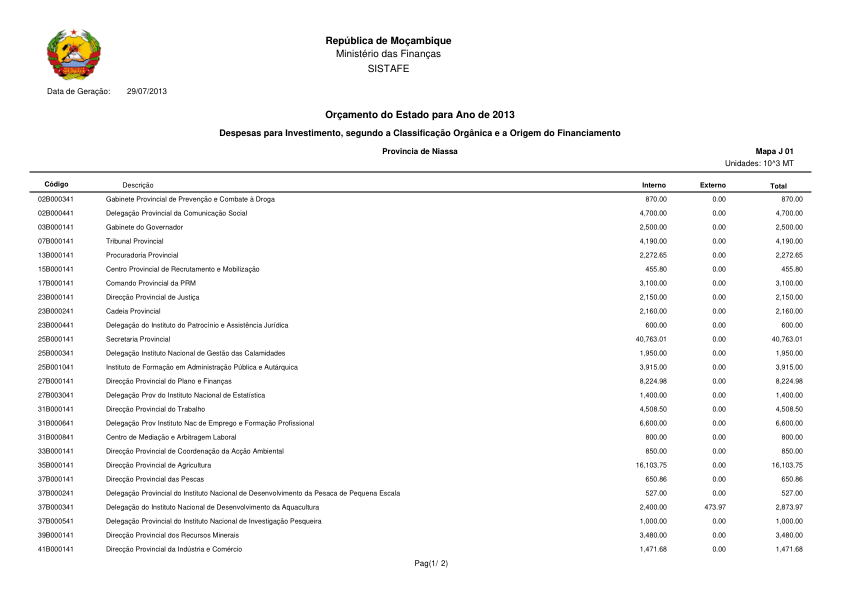 República de Moçambique
Ministério das Finanças
SISTAFE
Data de Geração: 29/07/2013
Orçamento do Estado para Ano de 2013
Despesas para Investimento, segundo a Classificação Orgânica e a Origem do Financiamento
Provincia de Niassa Mapa J 01
Unidades: 10^3 MT
Código Descrição Interno Externo Total
02B000341 Gabinete Provincial de Prevenção e Combate à Droga 870.00 0.00 870.00
02B000441 Delegação Provincial da Comunicação Social 4,700.00 0.00 4,700.00
03B000141 Gabinete do Governador 2,500.00 0.00 2,500.00
07B000141 Tribunal Provincial 4,190.00 0.00 4,190.00
13B000141 Procuradoria Provincial 2,272.65 0.00 2,272.65
15B000141 Centro Provincial de Recrutamento e Mobilização 455.80 0.00 455.80
17B000141 Comando Provincial da PRM 3,100.00 0.00 3,100.00
23B000141 Direcção Provincial de Justiça 2,150.00 0.00 2,150.00
23B000241 Cadeia Provincial 2,160.00 0.00 2,160.00
23B000441 Delegação do Instituto do Patrocínio e Assistência Jurídica 600.00 0.00 600.00
25B000141 Secretaria Provincial 40,763.01 0.00 40,763.01
25B000341 Delegação Instituto Nacional de Gestão das Calamidades 1,950.00 0.00 1,950.00
25B001041 Instituto de Formação em Administração Pública e Autárquica 3,915.00 0.00 3,915.00
27B000141 Direcção Provincial do Plano e Finanças 8,224.98 0.00 8,224.98
27B003041 Delegação Prov do Instituto Nacional de Estatística 1,400.00 0.00 1,400.00
31B000141 Direcção Provincial do Trabalho 4,508.50 0.00 4,508.50
31B000641 Delegação Prov Instituto Nac de Emprego e Formação Profissional 6,600.00 0.00 6,600.00
31B000841 Centro de Mediação e Arbitragem Laboral 800.00 0.00 800.00
33B000141 Direcção Provincial de Coordenação da Acção Ambiental 850.00 0.00 850.00
35B000141 Direcção Provincial de Agricultura 16,103.75 0.00 16,103.75
37B000141 Direcção Provincial das Pescas 650.86 0.00 650.86
37B000241 Delegação Provincial do Instituto Nacional de Desenvolvimento da Pesaca de Pequena Escala 527.00 0.00 527.00
37B000341 Delegação do Instituto Nacional de Desenvolvimento da Aquacultura 2,400.00 473.97 2,873.97
37B000541 Delegação Provincial do Instituto Nacional de Investigação Pesqueira 1,000.00 0.00 1,000.00
39B000141 Direcção Provincial dos Recursos Minerais 3,480.00 0.00 3,480.00
41B000141 Direcção Provincial da Indústria e Comércio 1,471.68 0.00 1,471.68
Pag(1/ 2)